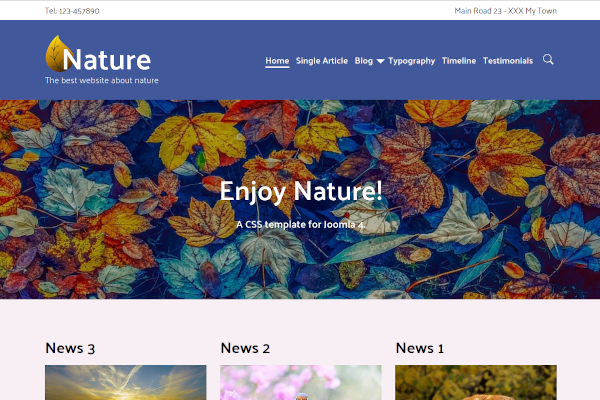 Tel: 123-457890
Main Road 23 - XXX My Town
Nature
The best website about nature
Home Single Article Blog Typography Timeline Testimonials
Enjoy Nature!
A CSS template for Joomla 4
News 3 News 2 News 1